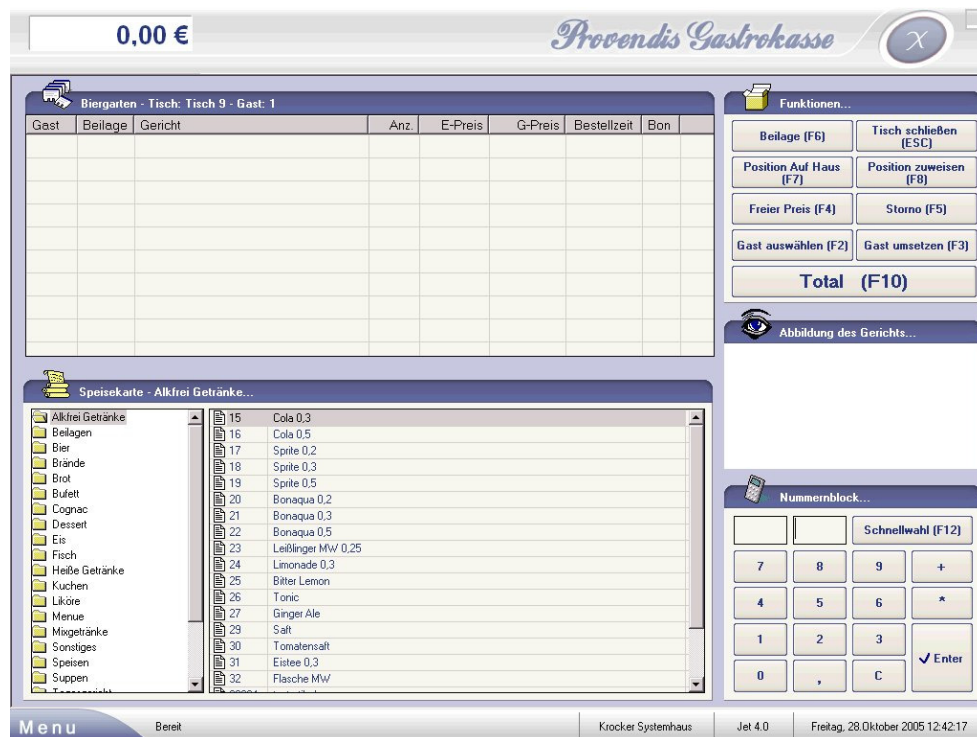 0,00 €
Provendis Gastrokasse
X
Biergarten - Tisch: Tisch 9 - Gast: 1
Gast Beilage Gericht Anz. E-Preis G-Preis Bestellzeit Bon
Funktionen...
Beilage (F6)
Tisch schließen
(ESC)
Position Auf Haus
(F7)
Position zuweisen
(F8)
Freier Preis (F4)
Storno (F5)
Gast auswählen (F2)
Gast umsetzen (F3)
Total (F10)
Abbildung des Gerichts...
Speisekarte - Alkfrei Getränke...
Alkfrei Getränke
Beilagen
Bier
Brände
Brot
Bufett
Cognac
Dessert
Eis
Fisch
Heiße Getränke
Kuchen
Liköre
Menue
Mixgetränke
Sonstiges
Speisen
Suppen
15 Cola 0,3
16 Cola 0,5
17 Sprite 0,2
18 Sprite 0,3
19 Sprite 0,5
20 Bonaqua 0,2
21 Bonaqua 0,3
22 Bonaqua 0,5
23 Leißlinger MW 0,25
24 Limonade 0,3
25 Bitter Lemon
26 Tonic
27 Ginger Ale
29 Saft
30 Tomatensaft
31 Eistee 0,3
32 Flasche MW
Nummernblock...
Schnellwahl (F12)
7 8 9 +
4 5 6 *
1 2 3
Enter
0 , C
Menu
Bereit
Krocker Systemhaus
Jet 4.0
Freitag, 28.Oktober 2005 12:42:17